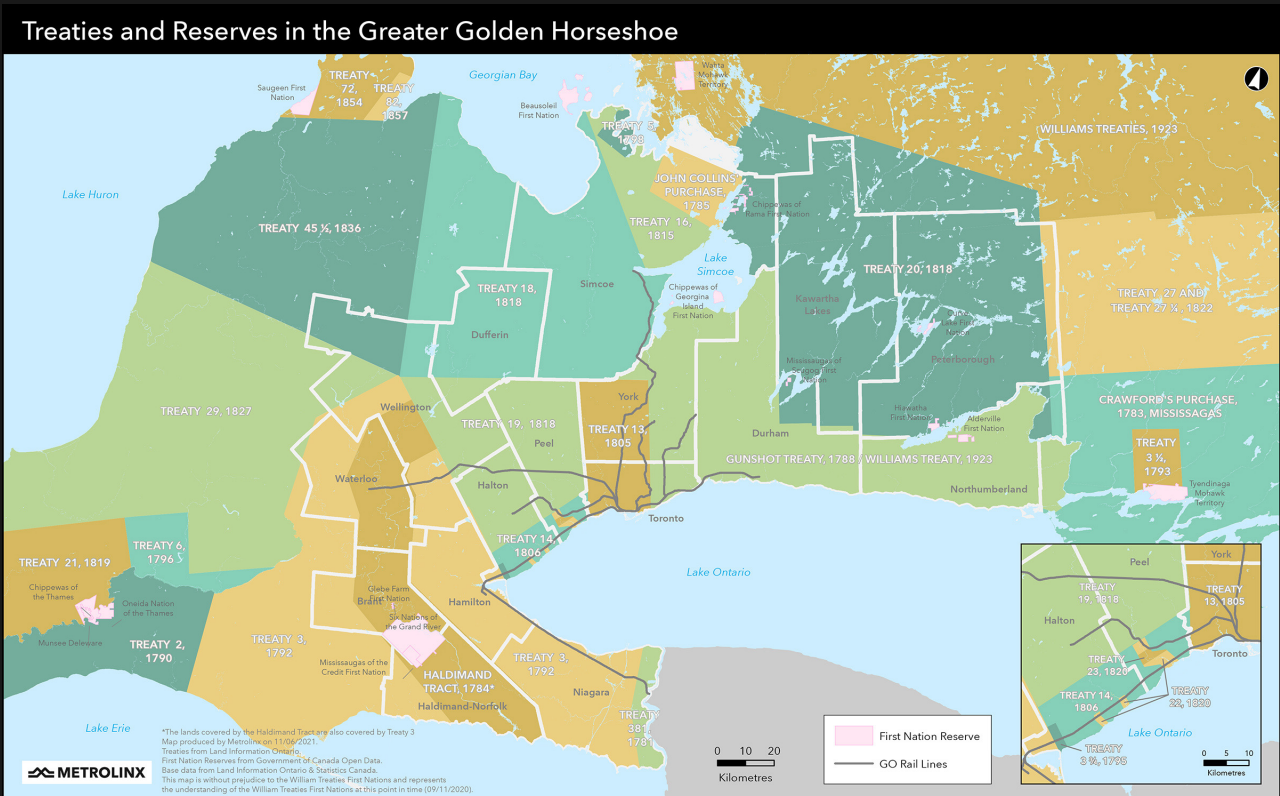 Treaties and Reserves in the Greater Golden Horseshoe
Georgian Bay
Saugeen First
Nation
TREATY
72,
1854
TREATY
82,
1857
Beausoleil
First Nation
Wahta
Mohawk
Territory
TREATY 5,
1798
WILLIAMS TREATIES, 1923
Lake Huron
JOHN COLLINS'
PURCHASE,
1785
Chippewas of
Rama First Nation
TREATY 45 ½, 1836
TREATY 16,
1815
Lake
Simcoe
TREATY 20, 1818
TREATY 18,
1818
Simcoe
Chippewas of
Georgina
Island
First Nation
Kawartha
Lakes
TREATY 27 AND
TREATY 27 ¼, 1822
Curve
Lake First
Nation
Dufferin
Mississaugas of
Scugog First
Nation
Peterborough
TREATY 29, 1827
Wellington
York
CRAWFORD'S PURCHASE,
1783, MISSISSAGAS
Hiawatha
First Nation
Alderville
First Nation
TREATY 19, 1818
Peel
TREATY 13,
1805
Durham
TREATY
3 ½,
1793
GUNSHOT TREATY, 1788 / WILLIAMS TREATY, 1923
Waterloo
Halton
Northumberland
Tyendinaga
Mohawk
Territory
Toronto
TREATY 14,
1806
TREATY 21, 1819
TREATY 6,
1796
Lake Ontario
Chippewas of
the Thames
Oneida Nation
of the Thames
Munsee Delaware
TREATY 2,
1790
Glebe Farm
First Nation
Brant
Six Nations of
the Grand River
Hamilton
TREATY 3,
1792
Mississaugas of the
Credit First Nation
HALDIMAND
TRACT, 1784*
TREATY 3,
1792
Niagara
Haldimand-Norfolk
TREATY
381,
1781
Lake Erie
*The lands covered by the Haldimand Tract are also covered by Treaty 3
Map produced by Metrolinx on 11/06/2021.
Treaties from Land Information Ontario.
First Nation Reserves from Government of Canada Open Data.
Base data from Land Information Ontario & Statistics Canada.
This map is without prejudice to the William Treaties First Nations and represents
the understanding of the William Treaties First Nations at this point in time (09/11/2020).
METROLINX
0 10 20
Kilometres
First Nation Reserve
GO Rail Lines
York
Peel
TREATY
19, 1818
TREATY
13, 1805
Halton
Toronto
TREATY
23, 1820
TREATY 14,
1806
TREATY
22, 1820
Lake Ontario
TREATY
3 ¾, 1795
0 5 10
Kilometres